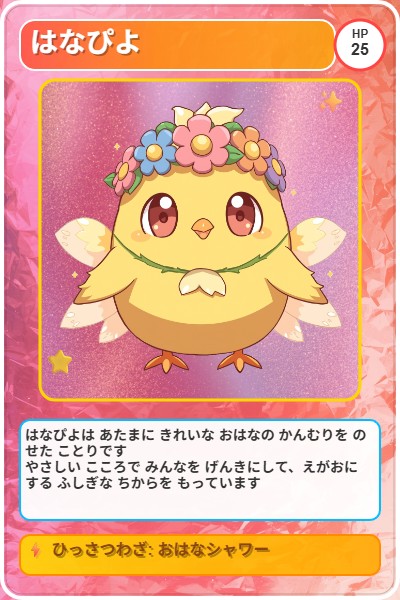 はなぴよ
HP
25
はなぴよは あたまに きれいな おはなの かんむりを の
せた ことりです
やさしい こころで みんなを げんきにして、えがおに
する ふしぎな ちからを もっています
ひっさつわざ: おはなシャワー